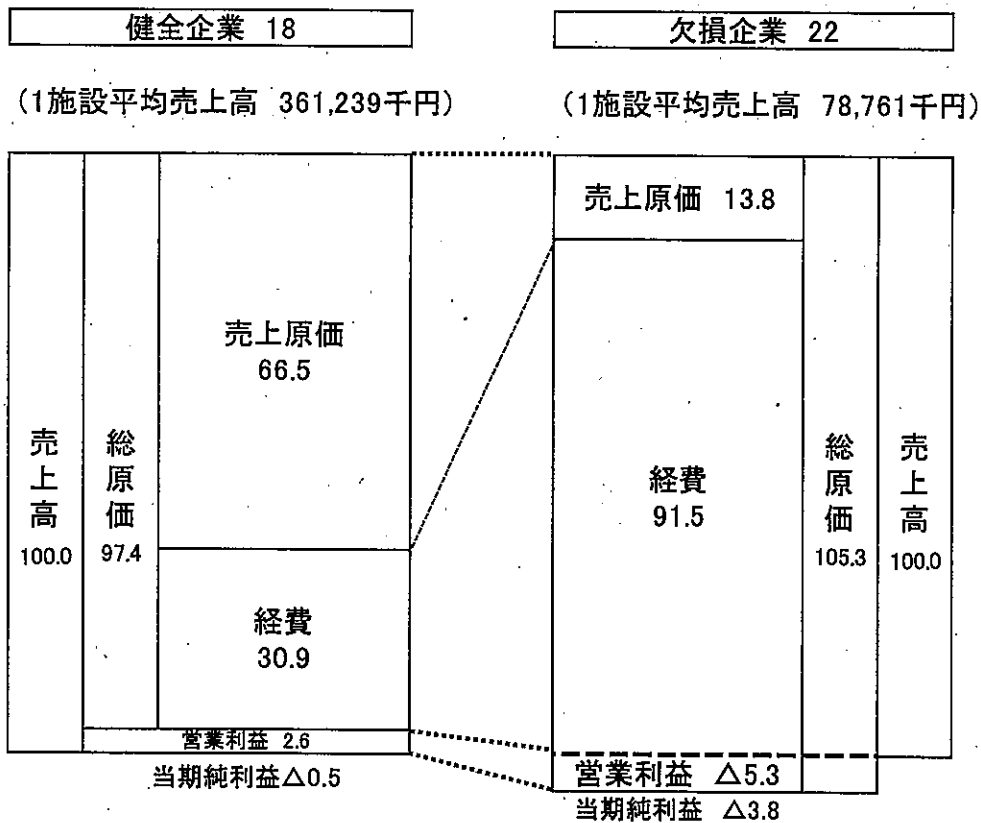 健全企業 18
欠損企業 22
(1施設平均売上高 361,239千円)
(1施設平均売上高 78,761千円)
売上高
100.0
総原価
97.4
売上原価
66.5
経費
30.9
営業利益 2.6
当期純利益△0.5
売上原価 13.8
経費
91.5
総原価
105.3
売上高
100.0
営業利益 △5.3
当期純利益 △3.8